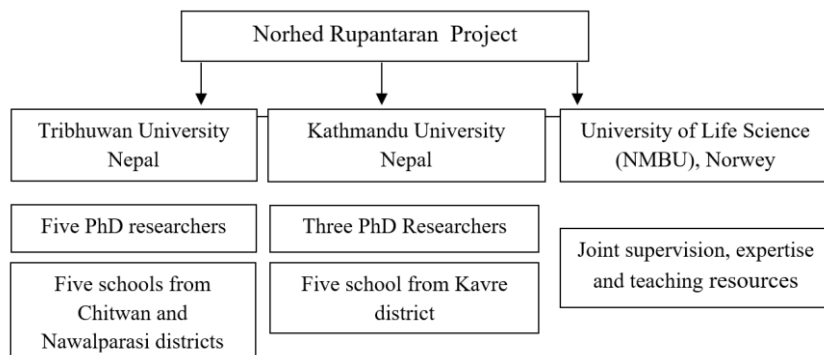 Norhed Rupantaran Project
Tribhuwan University
Nepal
Kathmandu University
Nepal
University of Life Science
(NMBU), Norwey
Five PhD researchers
Three PhD Researchers
Joint supervision, expertise
and teaching resources
Five schools from
Chitwan and
Nawalparasi districts
Five school from Kavre
district